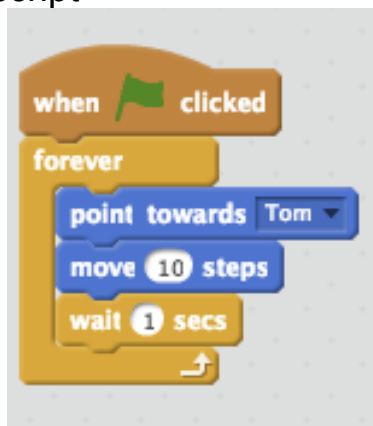 when clicked
forever
point towards Tom
move 10 steps
wait 1 secs